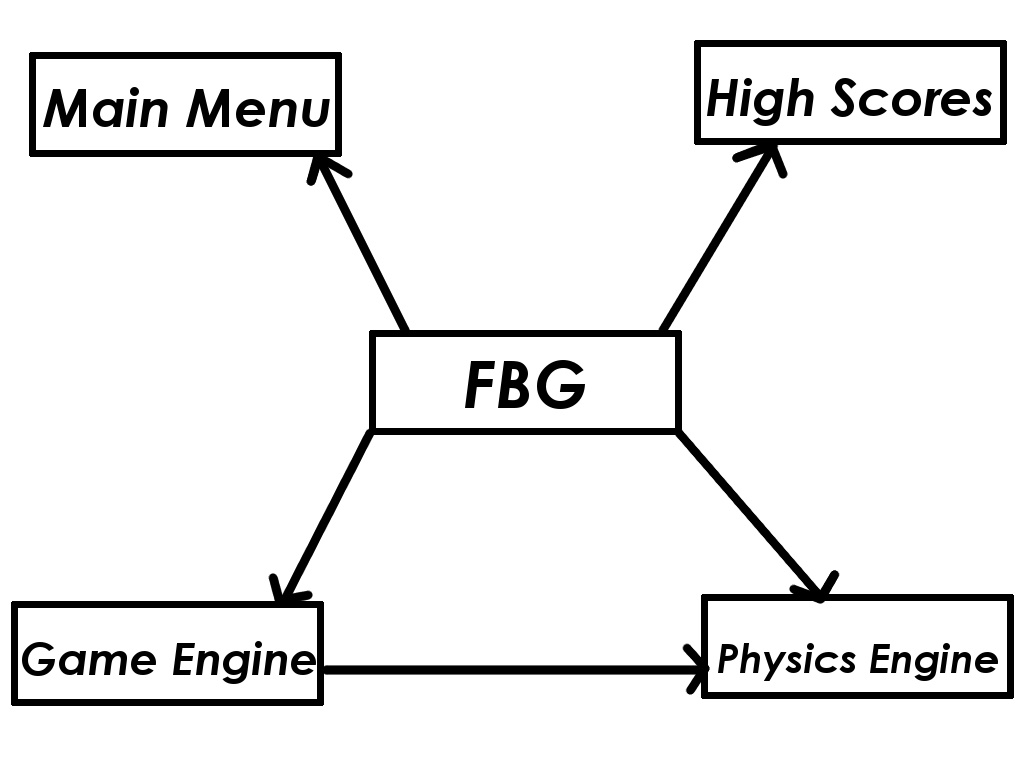 Main Menu
High Scores
FBG
Game Engine
Physics Engine